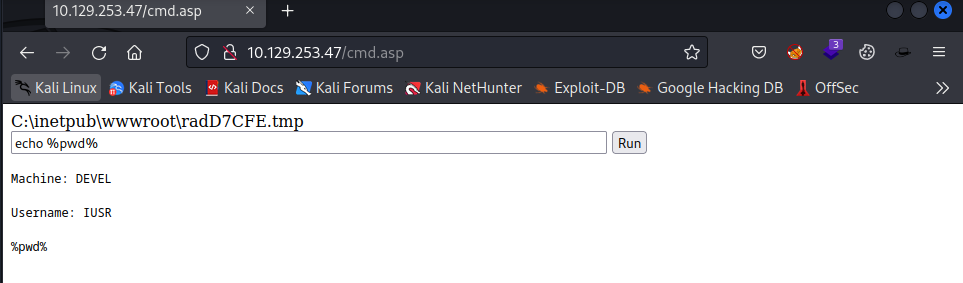 10.129.253.47/cmd.asp
10.129.253.47/cmd.asp
3
Kali Linux Kali Tools Kali Docs Kali Forums Kali NetHunter Exploit-DB Google Hacking DB OffSec
C:\inetpub\wwwroot\radD7CFE.tmp
echo %pwd% Run
Machine: DEVEL
Username: IUSR
%pwd%